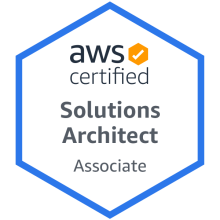 aws
certified
Solutions
Architect
Associate